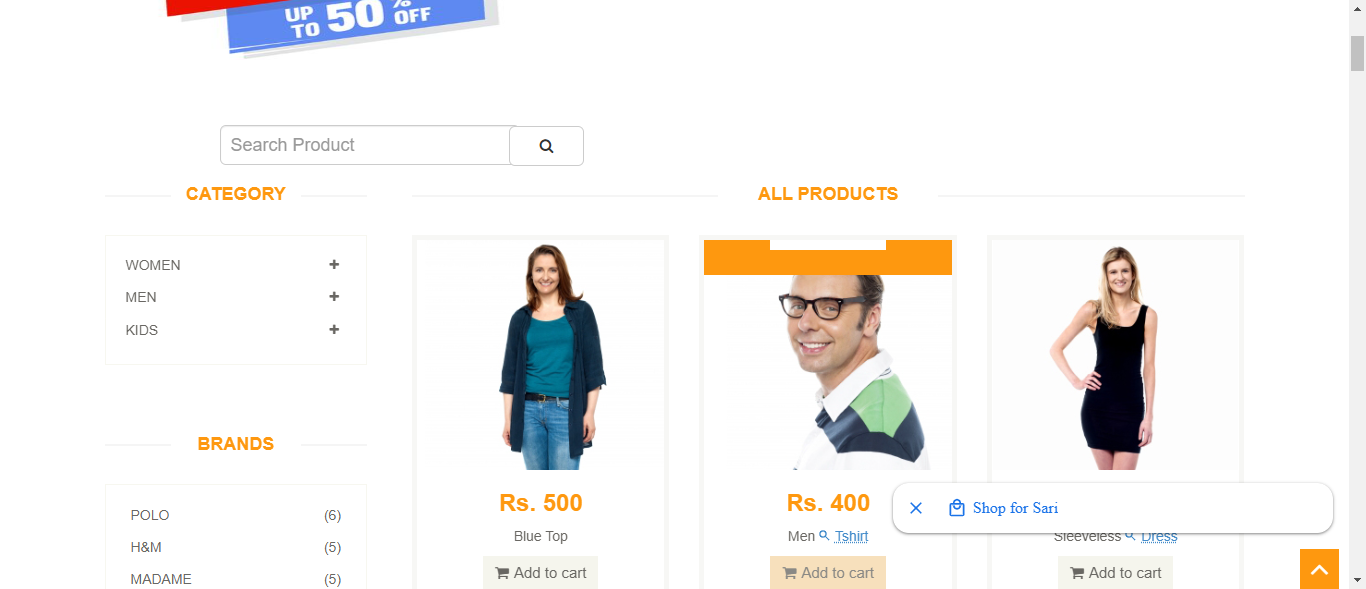 UP TO 50% OFF
Search Product
CATEGORY
WOMEN
MEN
KIDS
BRANDS
POLO (6)
H&M (5)
MADAME (5)
ALL PRODUCTS
Rs. 500
Blue Top
Add to cart
Rs. 400
Men Tshirt
Add to cart
Sleeveless Dress
Add to cart
Shop for Sari